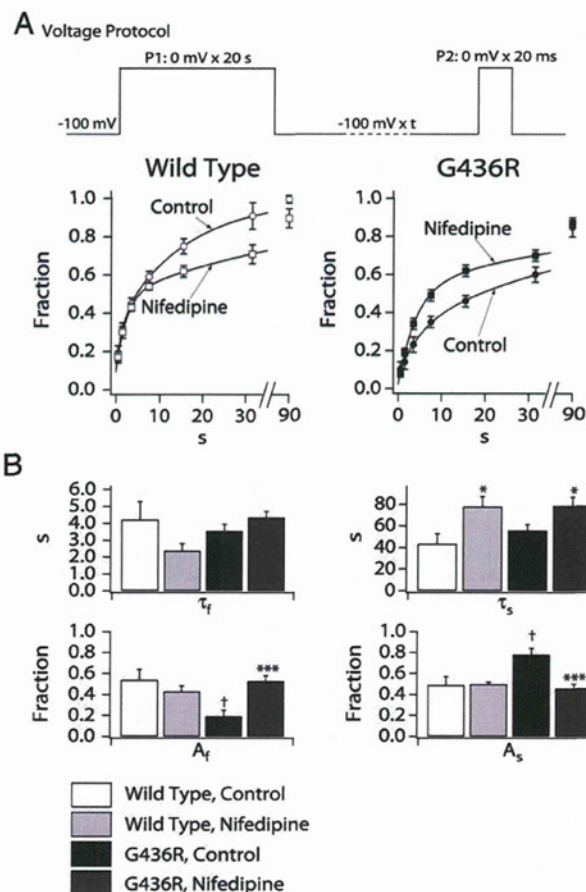 A Voltage Protocol
P1: 0 mV x 20 s
P2: 0 mV x 20 ms
-100 mV
-100 mV x t
Wild Type
G436R
1.0
0.8
0.6
0.4
0.2
0.0
Fraction
Control
Nifedipine
0 10 20 30 90
s
1.0
0.8
0.6
0.4
0.2
0.0
Fraction
Nifedipine
Control
0 10 20 30 90
s
B
6.0
5.0
4.0
3.0
2.0
1.0
0.0
s
τf
80
60
40
20
0
s
*
*
τs
1.0
0.8
0.6
0.4
0.2
0.0
Fraction
†
***
Af
1.0
0.8
0.6
0.4
0.2
0.0
Fraction
†
***
As
Wild Type, Control
Wild Type, Nifedipine
G436R, Control
G436R, Nifedipine